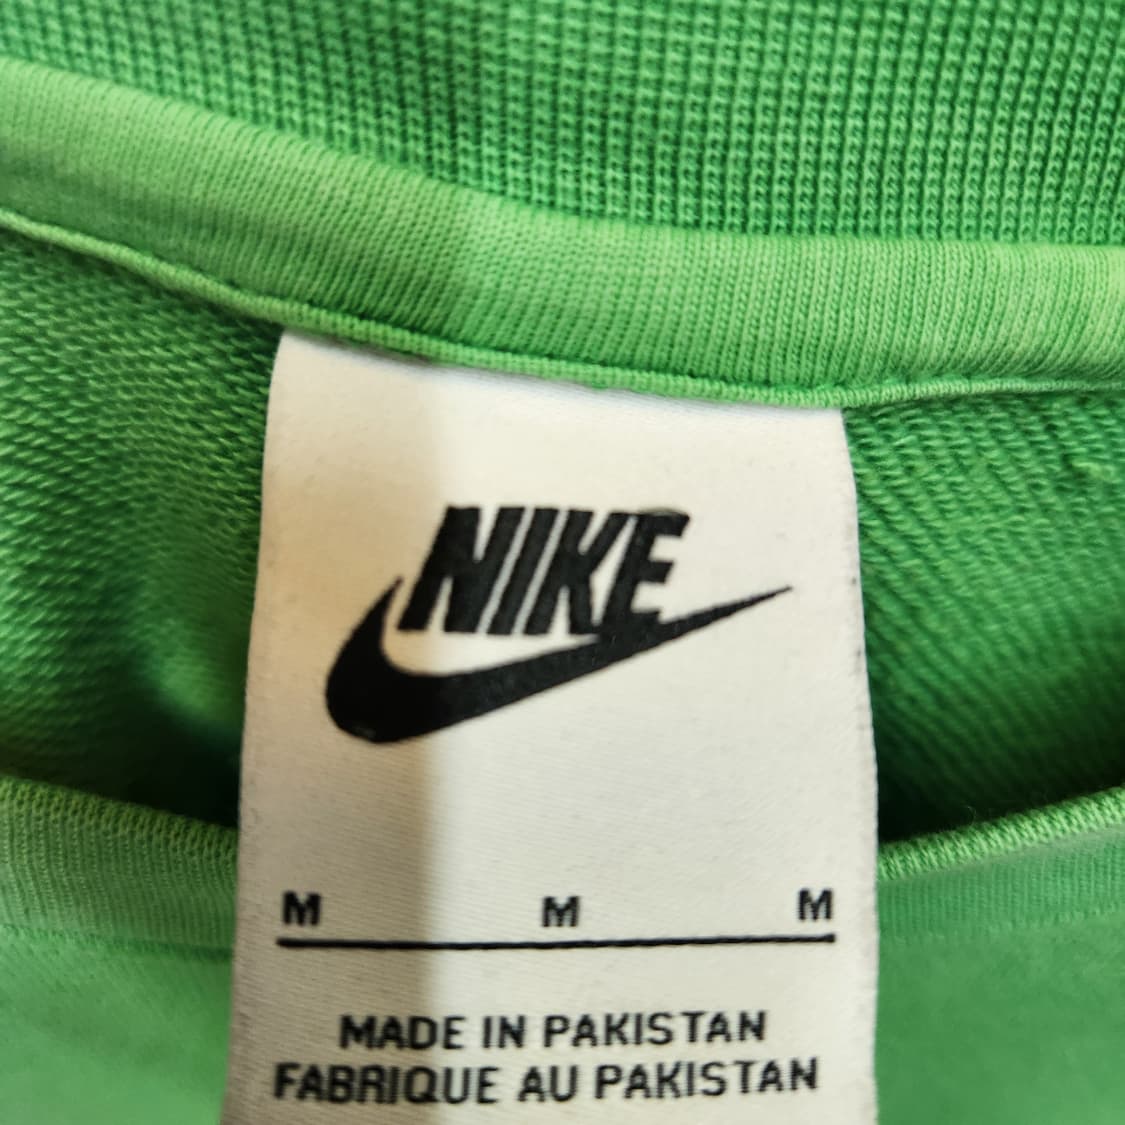 NIKE
M M M
MADE IN PAKISTAN
FABRIQUE AU PAKISTAN